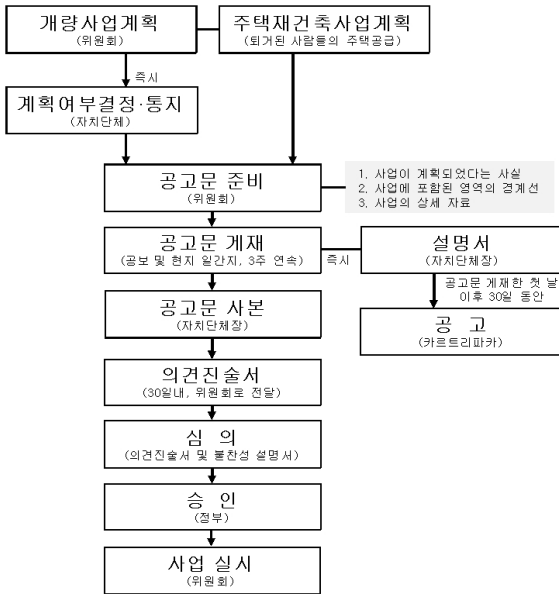 개량사업계획
(위원회)
주택재건축사업계획
(퇴거된 사람들의 주택공급)
즉시
계획여부결정·통지
(자치단체)
공고문 준비
(위원회)
1. 사업이 계획되었다는 사실
2. 사업에 포함된 영역의 경계선
3. 사업의 상세 자료
공고문 게재
(공보 및 현지 일간지, 3주 연속)
즉시
설명서
(자치단체장)
공고문 게재한 첫 날
이후 30일 동안
공고문 사본
(자치단체장)
공 고
(카르트리파카)
의견진술서
(30일내, 위원회로 전달)
심 의
(의견진술서 및 불찬성 설명서)
승 인
(정부)
사업 실시
(위원회)